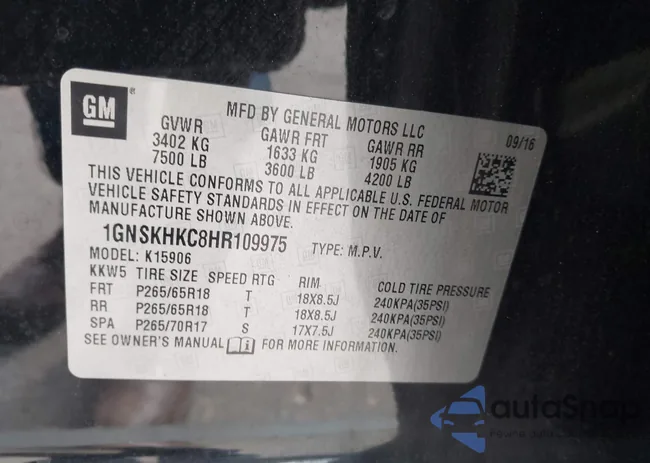 GM ®
MFD BY GENERAL MOTORS LLC
09/16
GVWR GAWR FRT GAWR RR
3402 KG 1633 KG 1905 KG
7500 LB 3600 LB 4200 LB
THIS VEHICLE CONFORMS TO ALL APPLICABLE U.S. FEDERAL MOTOR
VEHICLE SAFETY STANDARDS IN EFFECT ON THE DATE OF
MANUFACTURE SHOWN ABOVE.
1GNSKHKC8HR109975 TYPE: M.P.V.
MODEL: K15906
KKW5 TIRE SIZE SPEED RTG RIM COLD TIRE PRESSURE
FRT P265/65R18 T 18X8.5J 240KPA(35PSI)
RR P265/65R18 T 18X8.5J 240KPA(35PSI)
SPA P265/70R17 S 17X7.5J 240KPA(35PSI)
SEE OWNER'S MANUAL i FOR MORE INFORMATION.
autoSnap